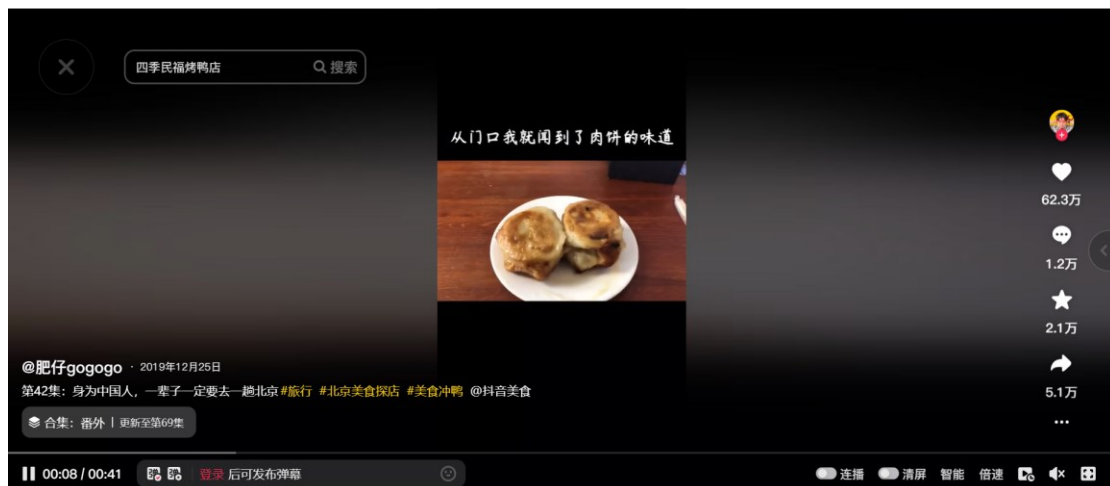 四季民福烤鸭店 搜索
从门口我就闻到了肉饼的味道
62.3万
1.2万
2.1万
5.1万
@肥仔gogogo · 2019年12月25日
第42集：身为中国人，一辈子一定要去一趟北京#旅行 #北京美食探店 #美食冲鸭 @抖音美食
合集：番外 | 更新至第69集
00:08 / 00:41 弹 弹 登录 后可发布弹幕 连播 清屏 智能 倍速